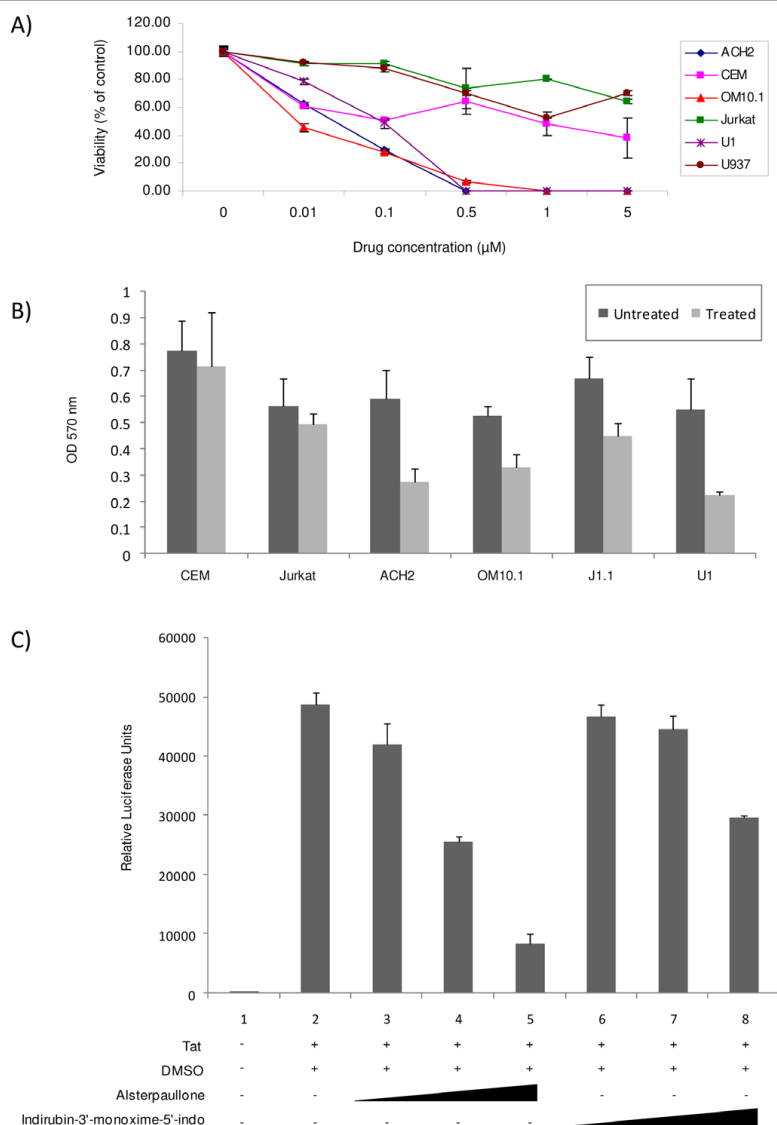 A)
120.00
100.00
80.00
60.00
40.00
20.00
0.00
Viability (% of control)
0 0.01 0.1 0.5 1 5
Drug concentration (µM)
ACH2
CEM
OM10.1
Jurkat
U1
U937
B)
1
0.9
0.8
0.7
0.6
0.5
0.4
0.3
0.2
0.1
0
OD 570 nm
Untreated Treated
CEM Jurkat ACH2 OM10.1 J1.1 U1
C)
60000
50000
40000
30000
20000
10000
0
Relative Luciferase Units
1 2 3 4 5 6 7 8
Tat - + + + + + + +
DMSO - + + + + + + +
Alsterpaullone - - - - -
Indirubin-3'-monoxime-5'-indo - - - - -